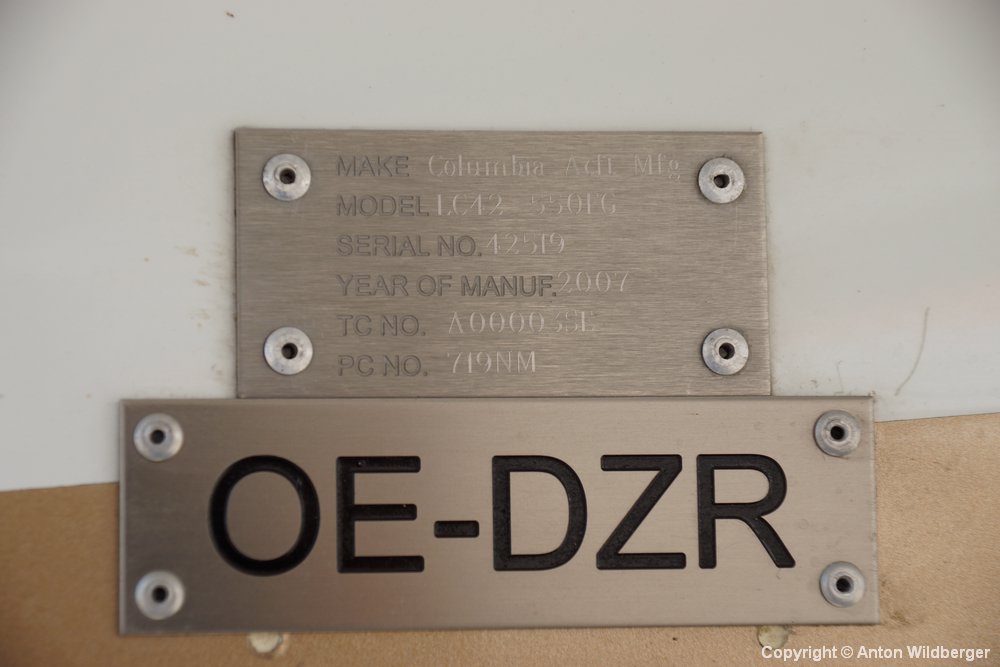 MAKE Columbia Acft Mfg
MODEL LC42-550FG
SERIAL NO. 42519
YEAR OF MANUF. 2007
TC NO. A00003SE
PC NO. 719NM
OE-DZR
Copyright © Anton Wildberger